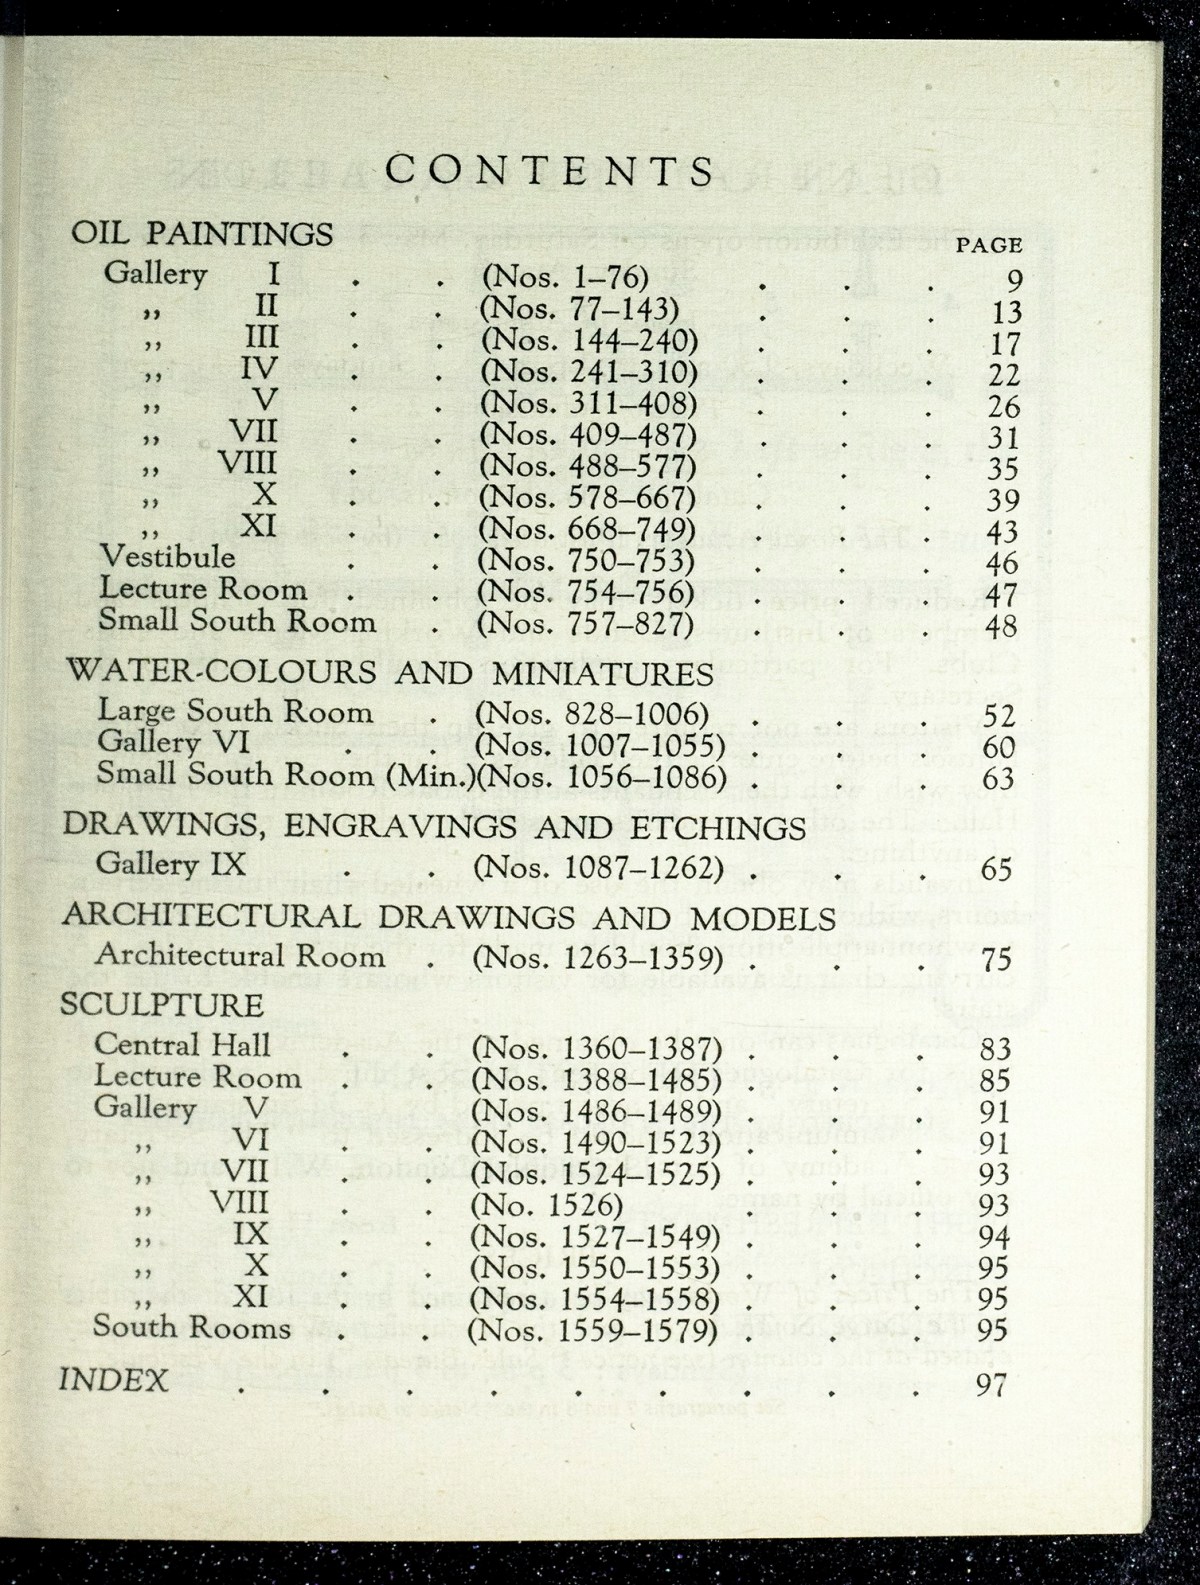 CONTENTS
OIL PAINTINGS PAGE
Gallery I . . (Nos. 1–76) . . . 9
,, II . . (Nos. 77–143) . . . 13
,, III . . (Nos. 144–240) . . . 17
,, IV . . (Nos. 241–310) . . . 22
,, V . . (Nos. 311–408) . . . 26
,, VII . . (Nos. 409–487) . . . 31
,, VIII . . (Nos. 488–577) . . . 35
,, X . . (Nos. 578–667) . . . 39
,, XI . . (Nos. 668–749) . . . 43
Vestibule . . (Nos. 750–753) . . . 46
Lecture Room . . (Nos. 754–756) . . . 47
Small South Room . (Nos. 757–827) . . . 48
WATER-COLOURS AND MINIATURES
Large South Room . (Nos. 828–1006) . . . 52
Gallery VI . . (Nos. 1007–1055) . . . 60
Small South Room (Min.)(Nos. 1056–1086) . . . 63
DRAWINGS, ENGRAVINGS AND ETCHINGS
Gallery IX . . (Nos. 1087–1262) . . . 65
ARCHITECTURAL DRAWINGS AND MODELS
Architectural Room . (Nos. 1263–1359) . . . 75
SCULPTURE
Central Hall . . (Nos. 1360–1387) . . . 83
Lecture Room . . (Nos. 1388–1485) . . . 85
Gallery V . . (Nos. 1486–1489) . . . 91
,, VI . . (Nos. 1490–1523) . . . 91
,, VII . . (Nos. 1524–1525) . . . 93
,, VIII . . (No. 1526) . . . 93
,, IX . . (Nos. 1527–1549) . . . 94
,, X . . (Nos. 1550–1553) . . . 95
,, XI . . (Nos. 1554–1558) . . . 95
South Rooms . . (Nos. 1559–1579) . . . 95
INDEX . . . . . . . . . 97